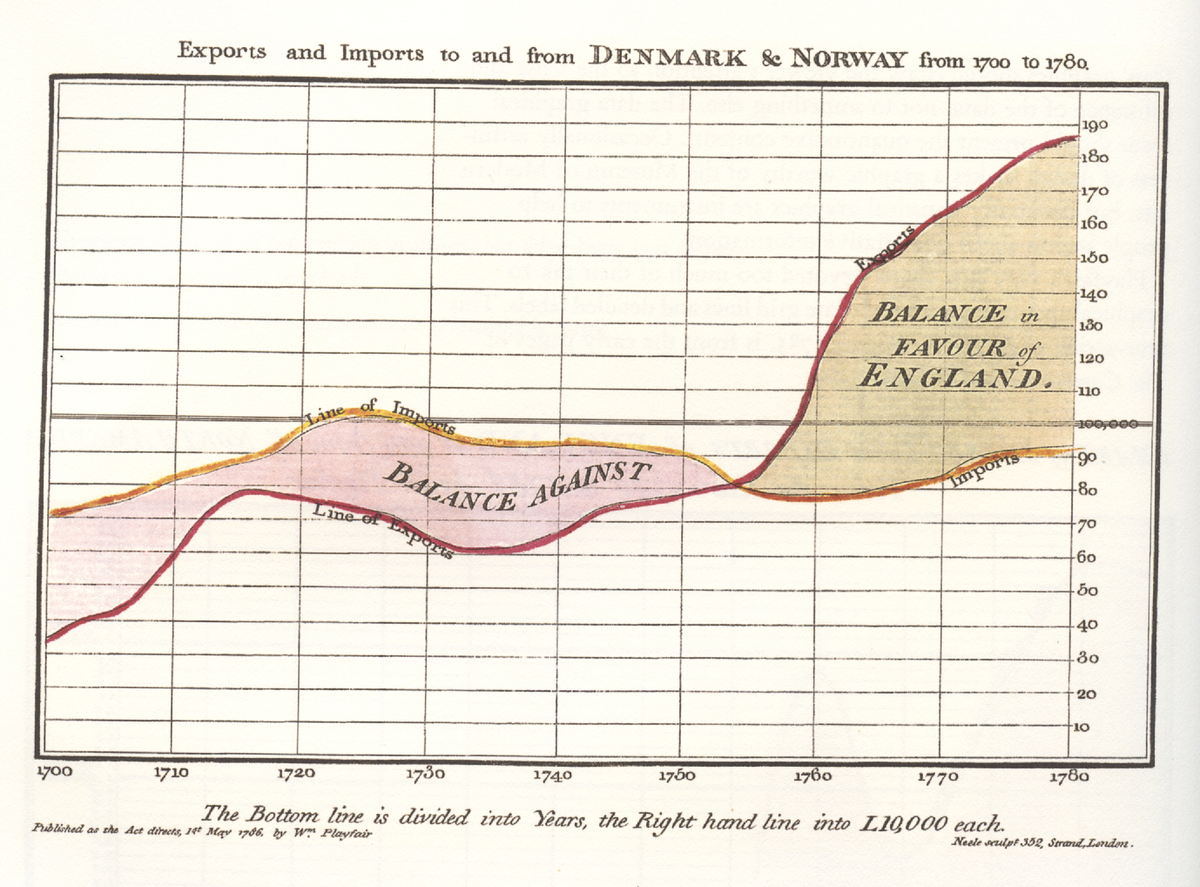 Exports and Imports to and from DENMARK & NORWAY from 1700 to 1780.
190
180
170
160
150
140
130
120
110
100,000
90
80
70
60
50
40
30
20
10
Exports
BALANCE in
FAVOUR of
ENGLAND.
Line of Imports
BALANCE AGAINST
Imports
Line of Exports
1700 1710 1720 1730 1740 1750 1760 1770 1780
The Bottom line is divided into Years, the Right hand line into L10,000 each.
Published as the Act directs, 1st May 1786, by Wm Playfair
Neele sculpt 352, Strand, London.